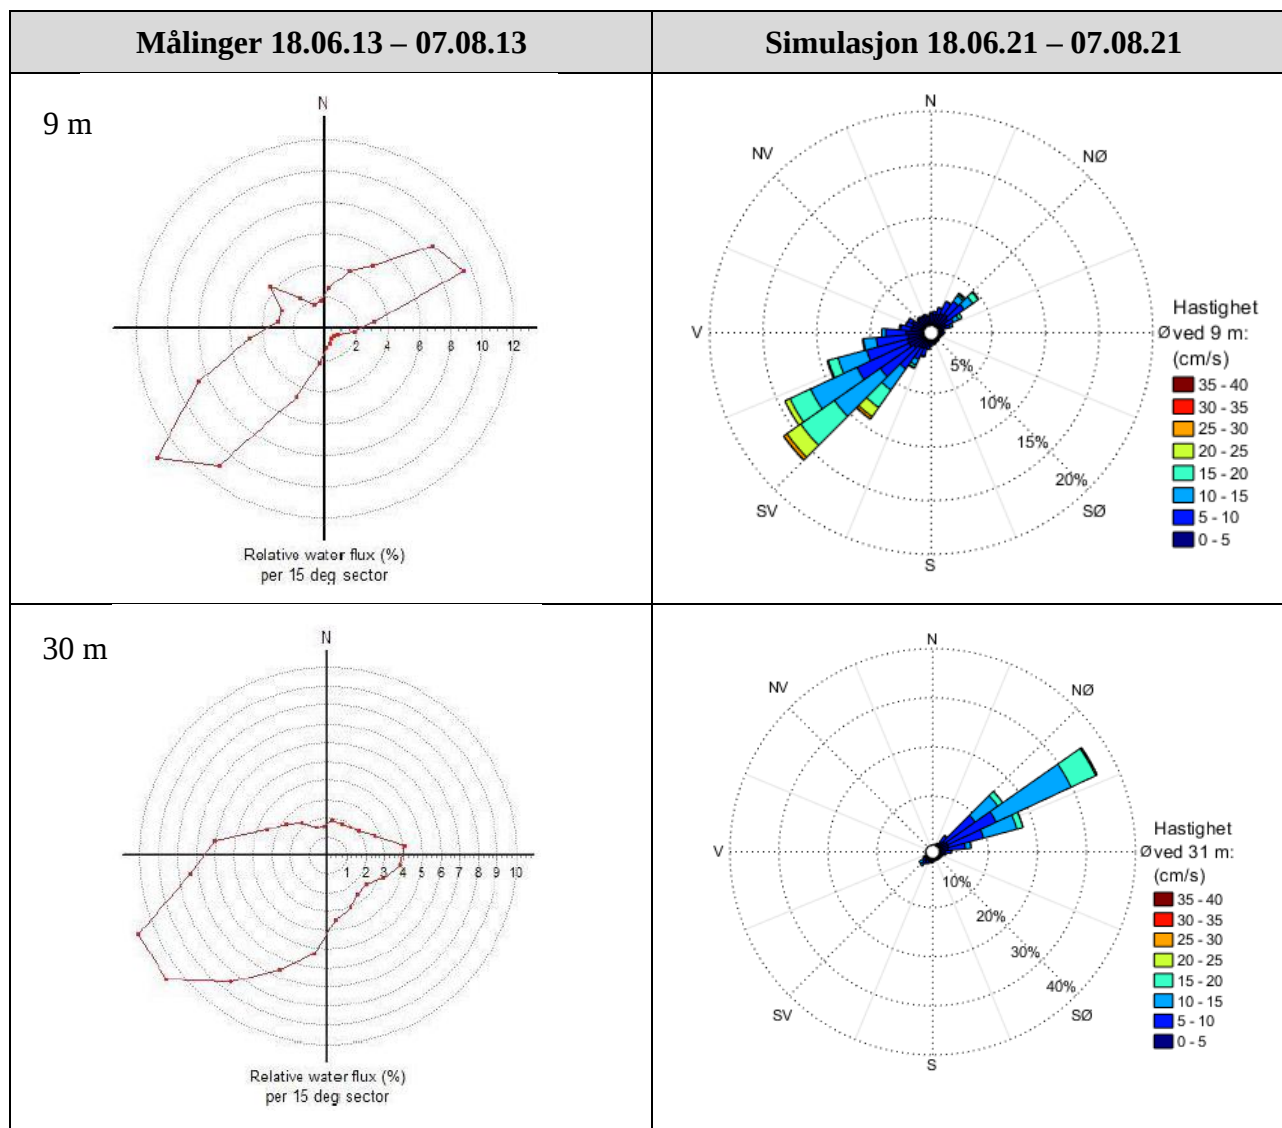 Målinger 18.06.13 – 07.08.13
Simulasjon 18.06.21 – 07.08.21
9 m
N
2 4 6 8 10 12
Relative water flux (%)
per 15 deg sector
N
NV
NØ
V
Ø
5%
10%
15%
20%
SV
SØ
S
Hastighet
ved 9 m:
(cm/s)
35 - 40
30 - 35
25 - 30
20 - 25
15 - 20
10 - 15
5 - 10
0 - 5
30 m
N
1 2 3 4 5 6 7 8 9 10
Relative water flux (%)
per 15 deg sector
N
NV
NØ
V
Ø
10%
20%
30%
40%
SV
SØ
S
Hastighet
ved 31 m:
(cm/s)
35 - 40
30 - 35
25 - 30
20 - 25
15 - 20
10 - 15
5 - 10
0 - 5